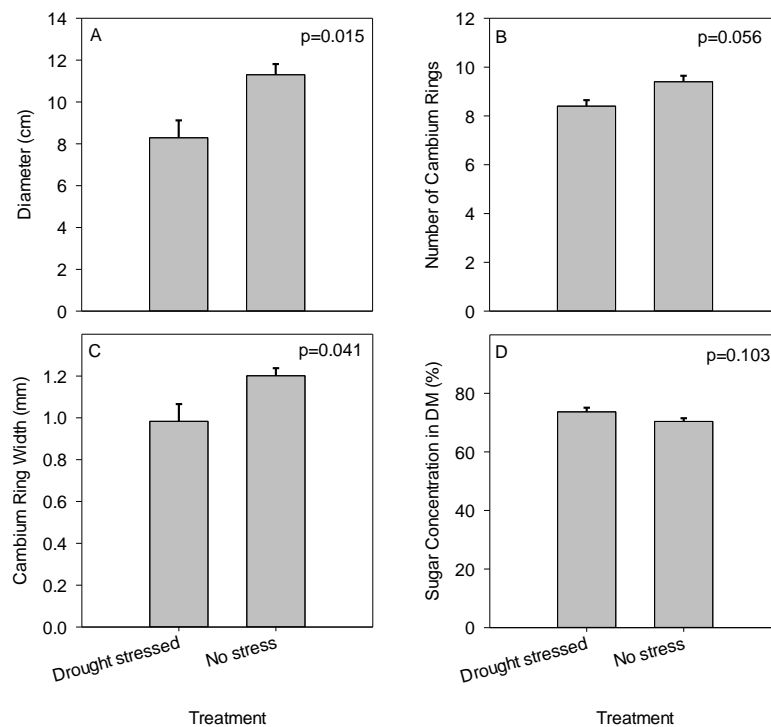 A
p=0.015
Diameter (cm)
14
12
10
8
6
4
2
0
B
p=0.056
Number of Cambium Rings
12
10
8
6
4
2
0
C
p=0.041
Cambium Ring Width (mm)
1.2
1.0
0.8
0.6
0.4
0.2
0.0
Drought stressed
No stress
Treatment
D
p=0.103
Sugar Concentration in DM (%)
80
60
40
20
0
Drought stressed
No stress
Treatment